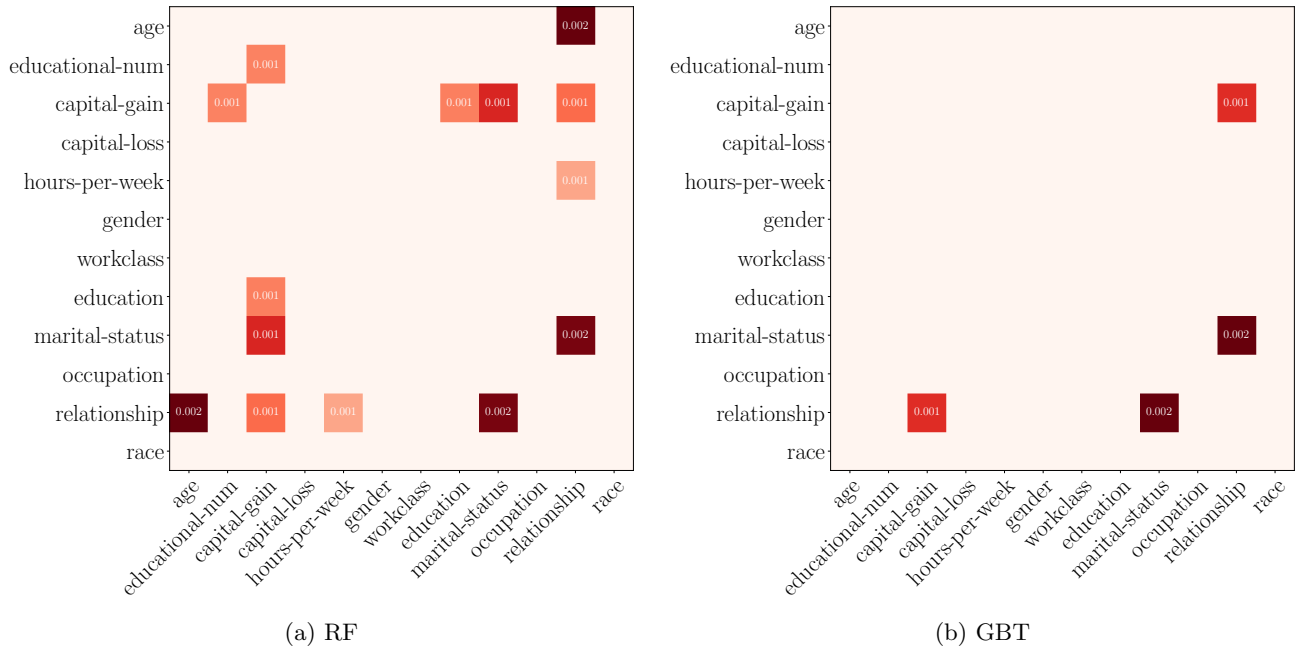 age 0.002
educational-num 0.001
capital-gain 0.001 0.001 0.001 0.001
capital-loss
hours-per-week 0.001
gender
workclass
education 0.001
marital-status 0.001 0.002
occupation
relationship 0.002 0.001 0.001 0.002
race
age
educational-num
capital-gain
capital-loss
hours-per-week
gender
workclass
education
marital-status
occupation
relationship
race
(a) RF
age
educational-num
capital-gain 0.001
capital-loss
hours-per-week
gender
workclass
education
marital-status 0.002
occupation
relationship 0.001 0.002
race
age
educational-num
capital-gain
capital-loss
hours-per-week
gender
workclass
education
marital-status
occupation
relationship
race
(b) GBT